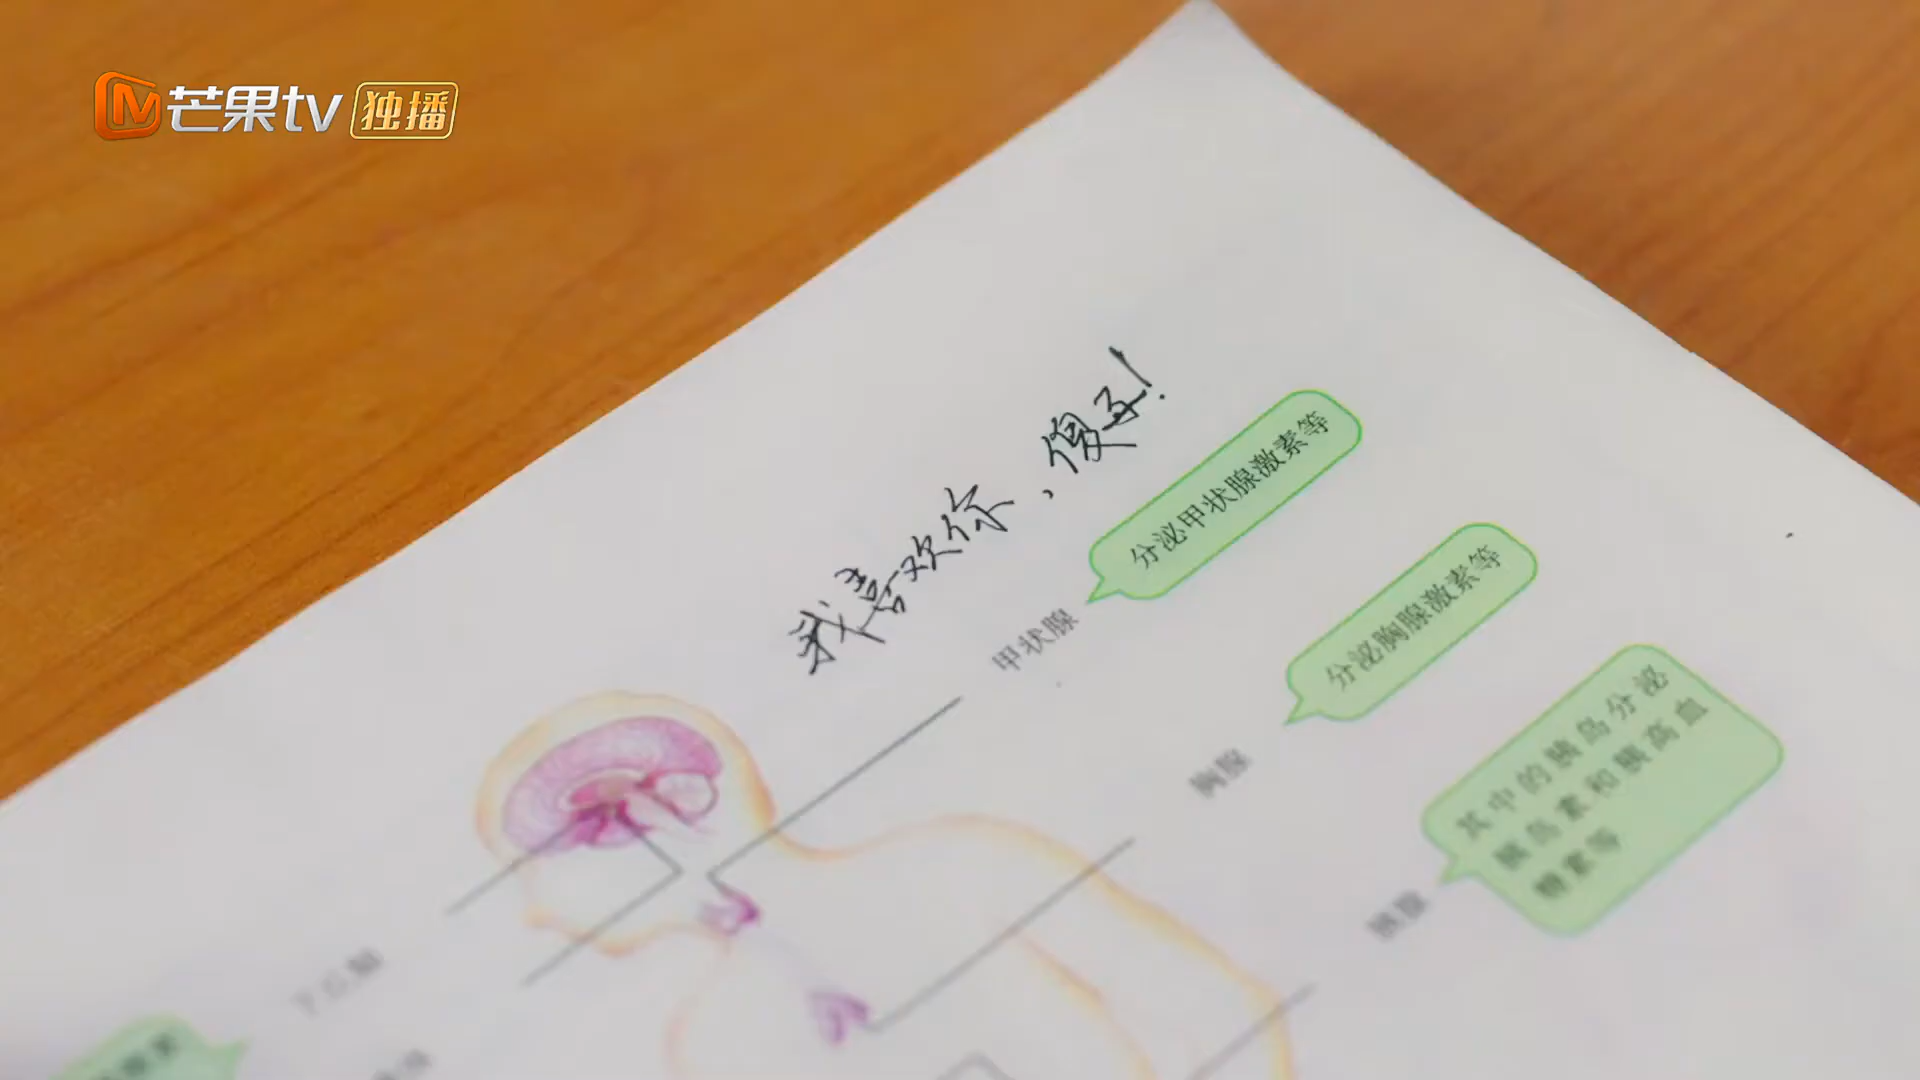 芒果tv 独播
我喜欢你，傻子！
分泌甲状腺激素等
甲状腺
分泌胸腺激素等
胸腺
其中的胰岛分泌
胰岛素和胰高血
糖素等
胰腺
下丘脑